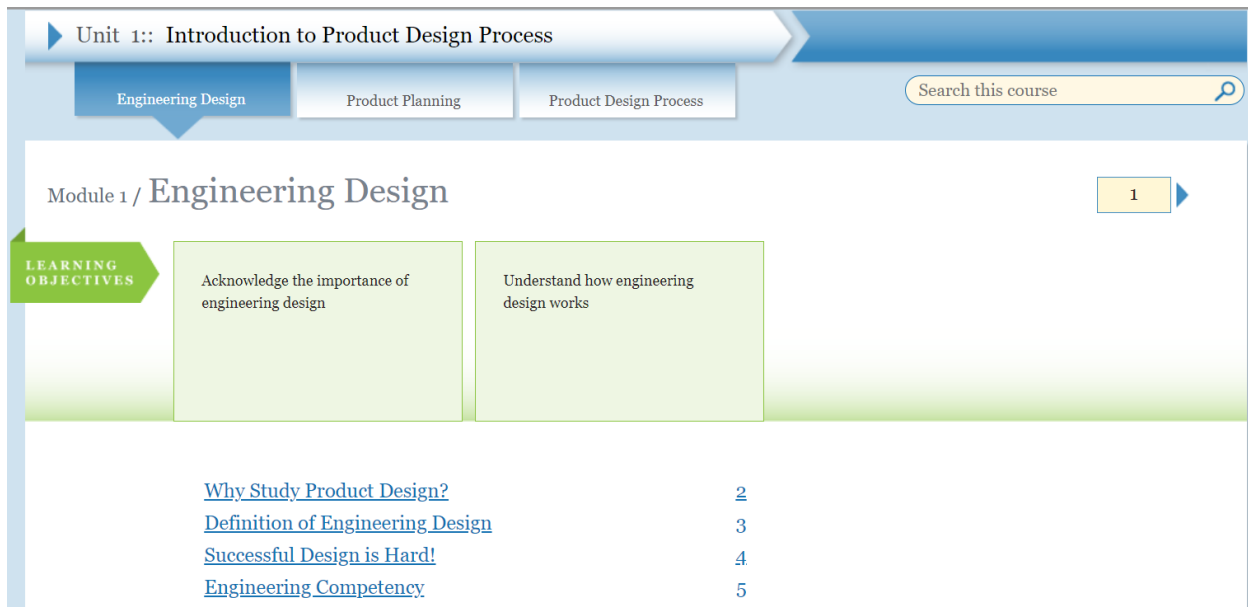 Unit 1:: Introduction to Product Design Process
Engineering Design
Product Planning
Product Design Process
Search this course
Module 1 / Engineering Design
1
LEARNING
OBJECTIVES
Acknowledge the importance of
engineering design
Understand how engineering
design works
Why Study Product Design? 2
Definition of Engineering Design 3
Successful Design is Hard! 4
Engineering Competency 5